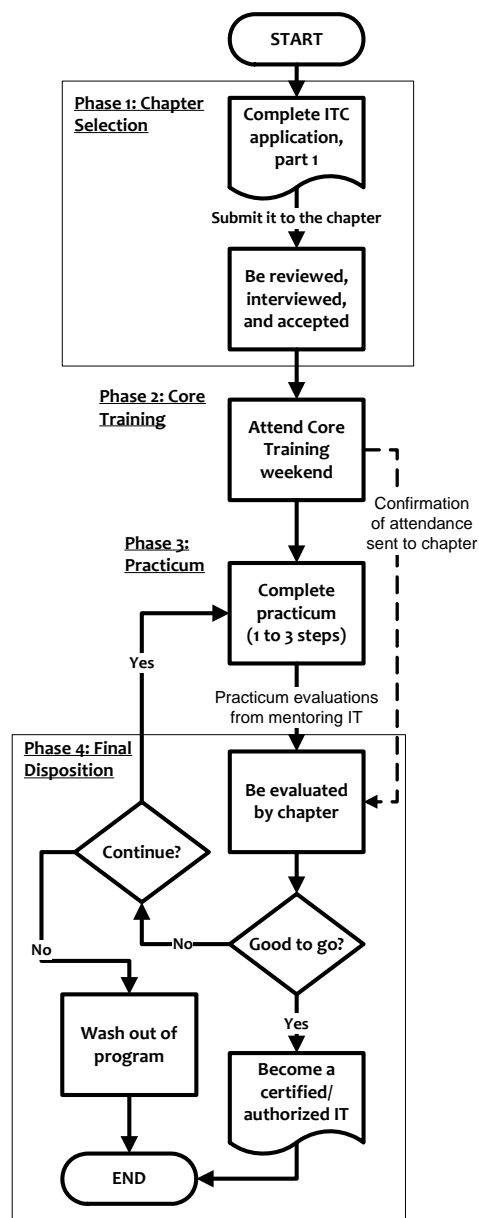 START
Phase 1: Chapter
Selection
Complete ITC
application,
part 1
Submit it to the chapter
Be reviewed,
interviewed,
and accepted
Phase 2: Core
Training
Attend Core
Training
weekend
Confirmation
of attendance
sent to chapter
Phase 3:
Practicum
Complete
practicum
(1 to 3 steps)
Yes
Practicum evaluations
from mentoring IT
Phase 4: Final
Disposition
Be evaluated
by chapter
Continue?
Good to go?
No
No
Yes
Wash out of
program
Become a
certified/
authorized IT
END